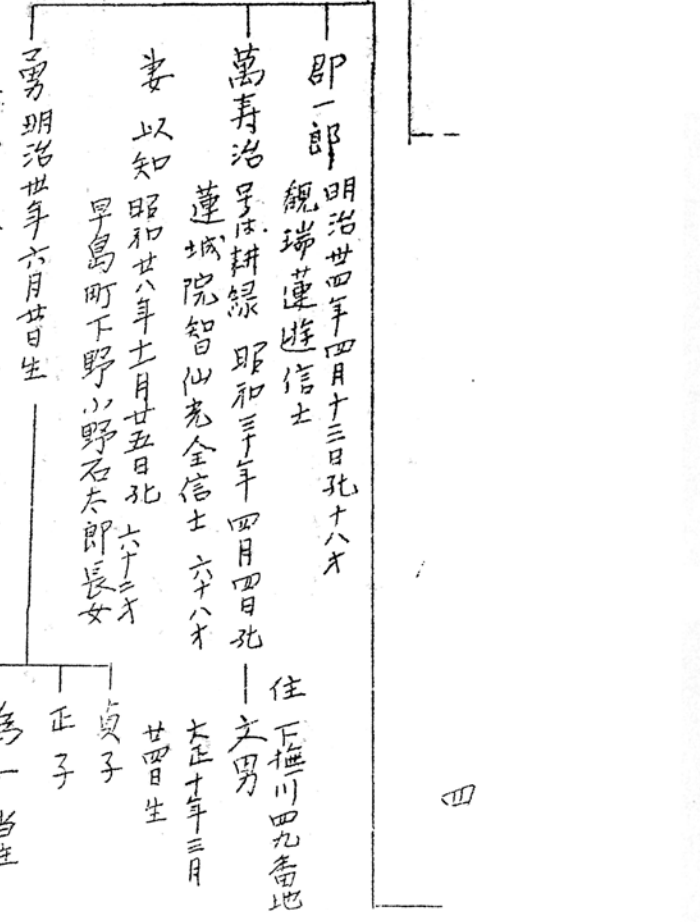 四
郡一郎
明治丗四年四月十三日死十八才
観瑞蓮遊信士
萬寿治
号は耕緑 昭和三十年四月四日死
蓮城院智仙光全信士 六十八才
妻 以知
昭和廿八年十一月廿五日死 六十二才
早島町下野小野石太郎長女
勇 明治丗年六月廿日生
住 下撫川四九番地
文男
大正十年三月
廿四日生
貞子
正子
為一